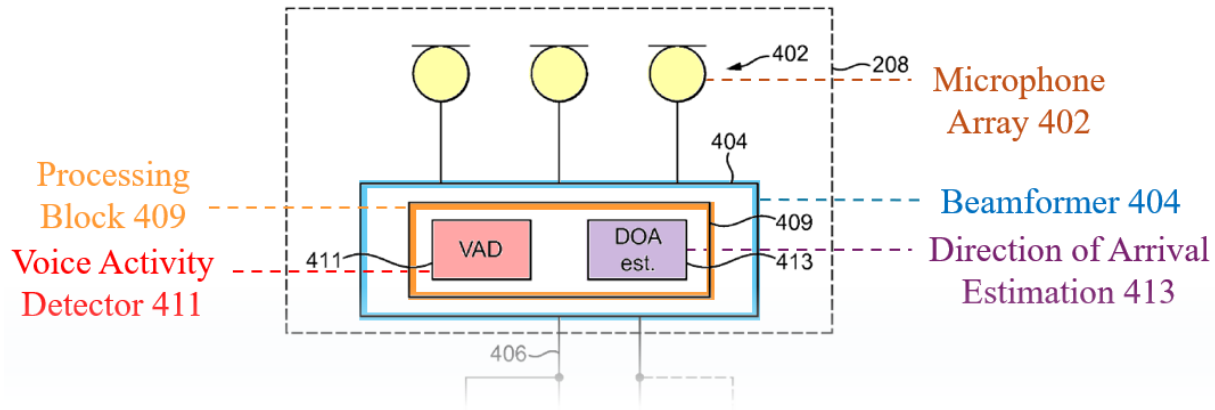 402
208
Microphone
Array 402
404
Processing
Block 409
Beamformer 404
409
VAD
DOA
est.
411
413
Voice Activity
Detector 411
Direction of Arrival
Estimation 413
406